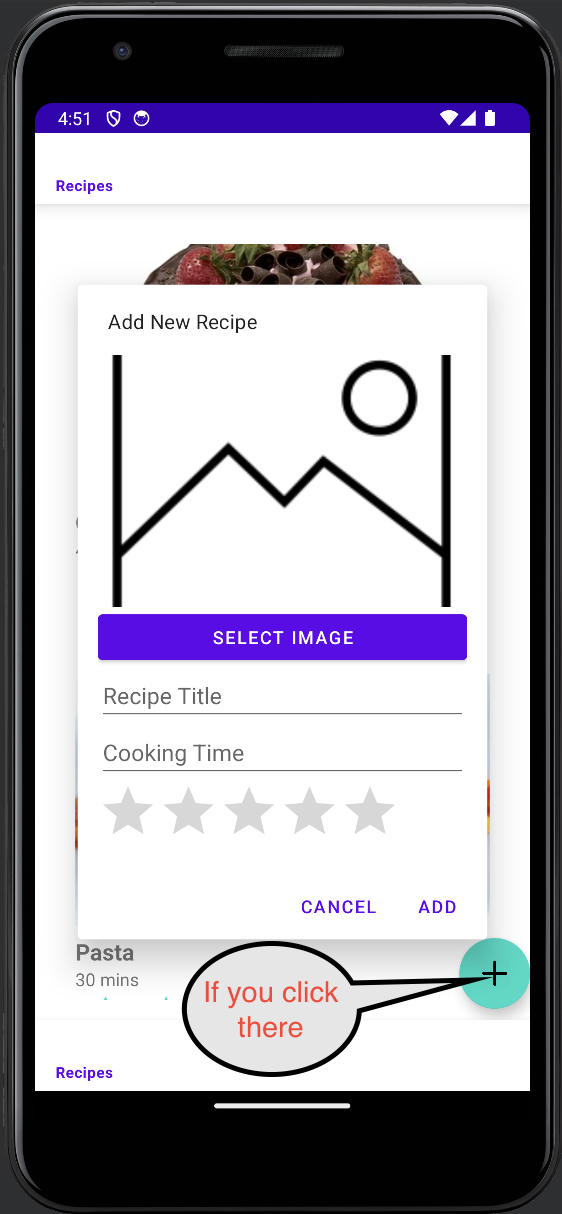 4:51
Recipes
Add New Recipe
SELECT IMAGE
Recipe Title
Cooking Time
CANCEL
ADD
Pasta
30 mins
If you click
there
Recipes